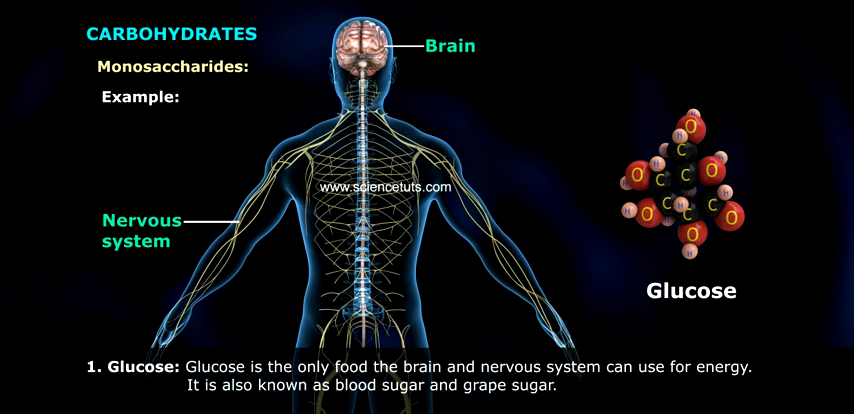 CARBOHYDRATES
Monosaccharides:
Example:
Brain
www.sciencetuts.com
Nervous
system
O
H
H
C
H
H
H
O
C
C
O
H
H
H
O
C
H
C
C
O
H
O
H
Glucose
1. Glucose: Glucose is the only food the brain and nervous system can use for energy.
It is also known as blood sugar and grape sugar.